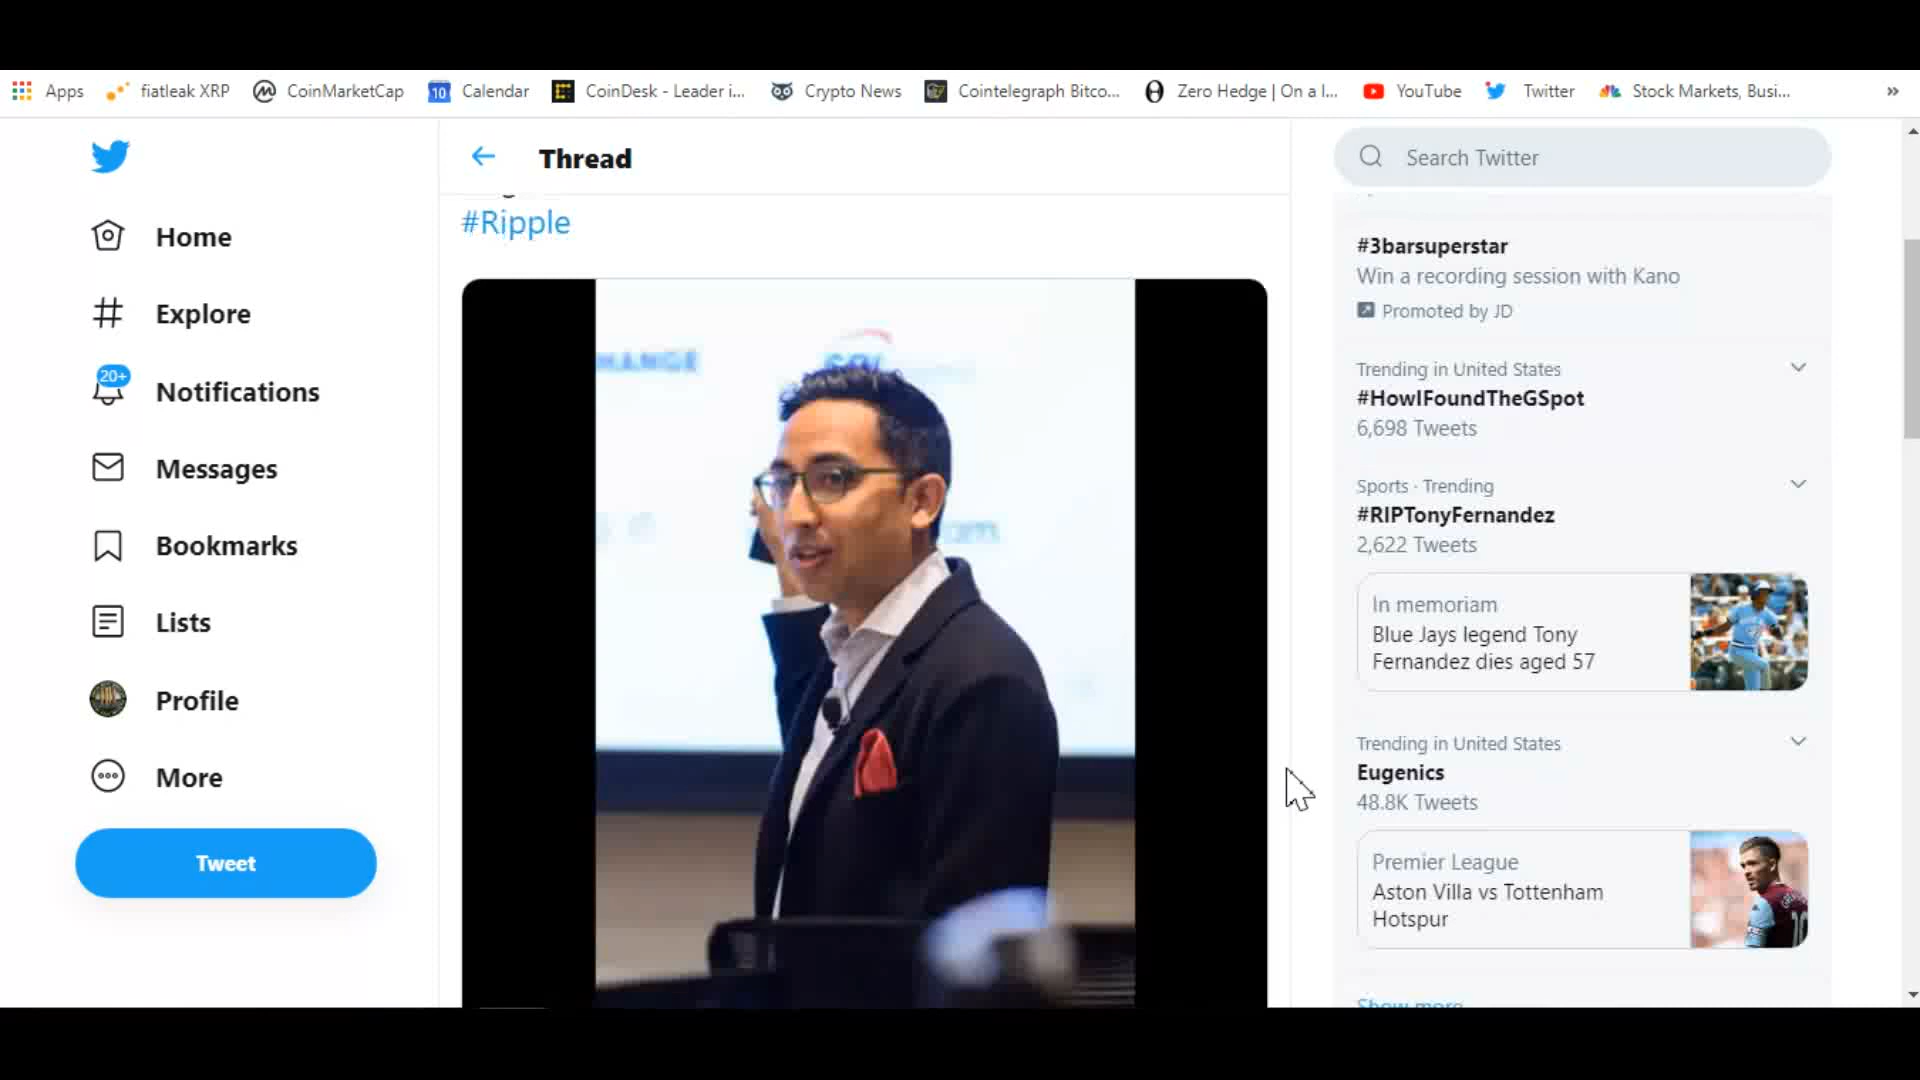 Apps
fiatleak XRP
CoinMarketCap
10
Calendar
CoinDesk - Leader i...
Crypto News
Cointelegraph Bitco...
Zero Hedge | On a I...
YouTube
Twitter
Stock Markets, Busi...
»
Home
Explore
20+
Notifications
Messages
Bookmarks
Lists
Profile
More
Tweet
Thread
#Ripple
HANGE
Search Twitter
#3barsuperstar
Win a recording session with Kano
Promoted by JD
Trending in United States
#HowIFoundTheGSpot
6,698 Tweets
Sports · Trending
#RIPTonyFernandez
2,622 Tweets
In memoriam
Blue Jays legend Tony
Fernandez dies aged 57
Trending in United States
Eugenics
48.8K Tweets
Premier League
Aston Villa vs Tottenham
Hotspur
Show more